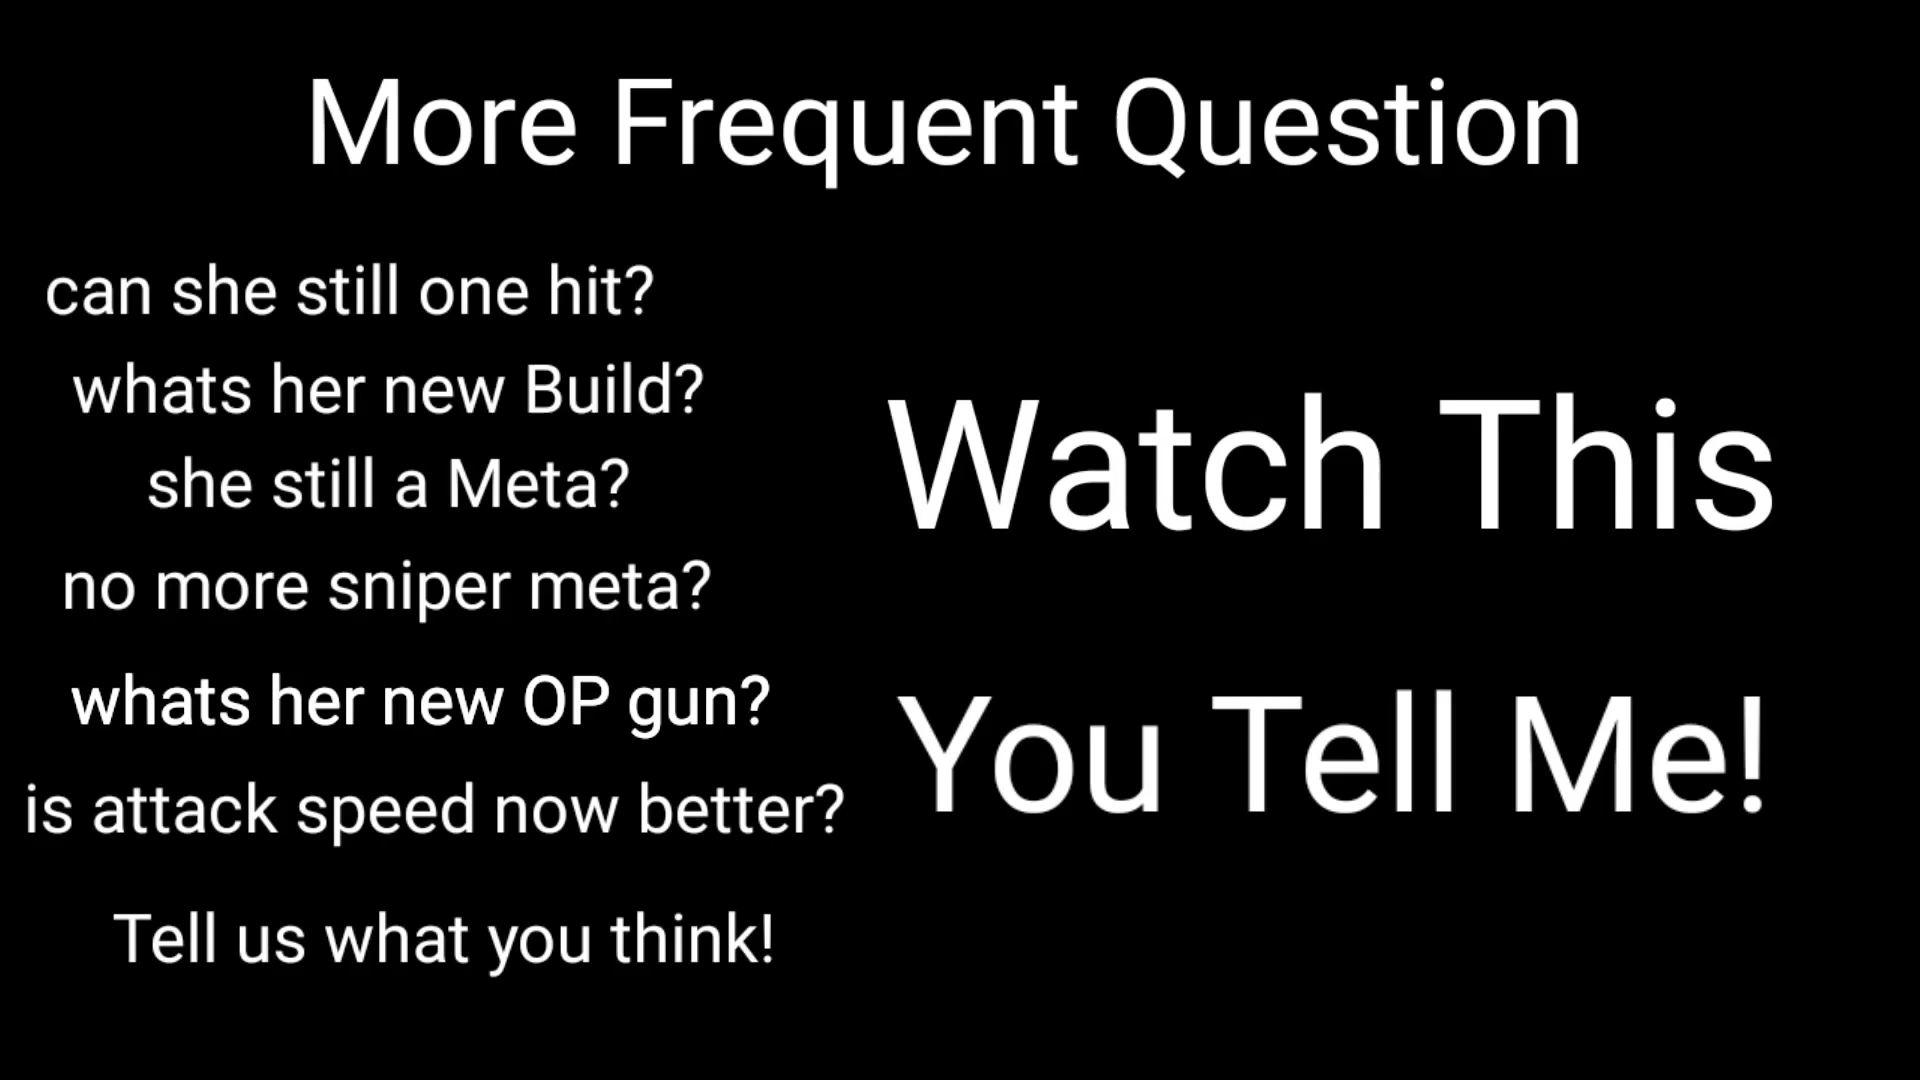 More Frequent Question
can she still one hit?
whats her new Build?
she still a Meta?
no more sniper meta?
whats her new OP gun?
is attack speed now better?
Tell us what you think!
Watch This
You Tell Me!